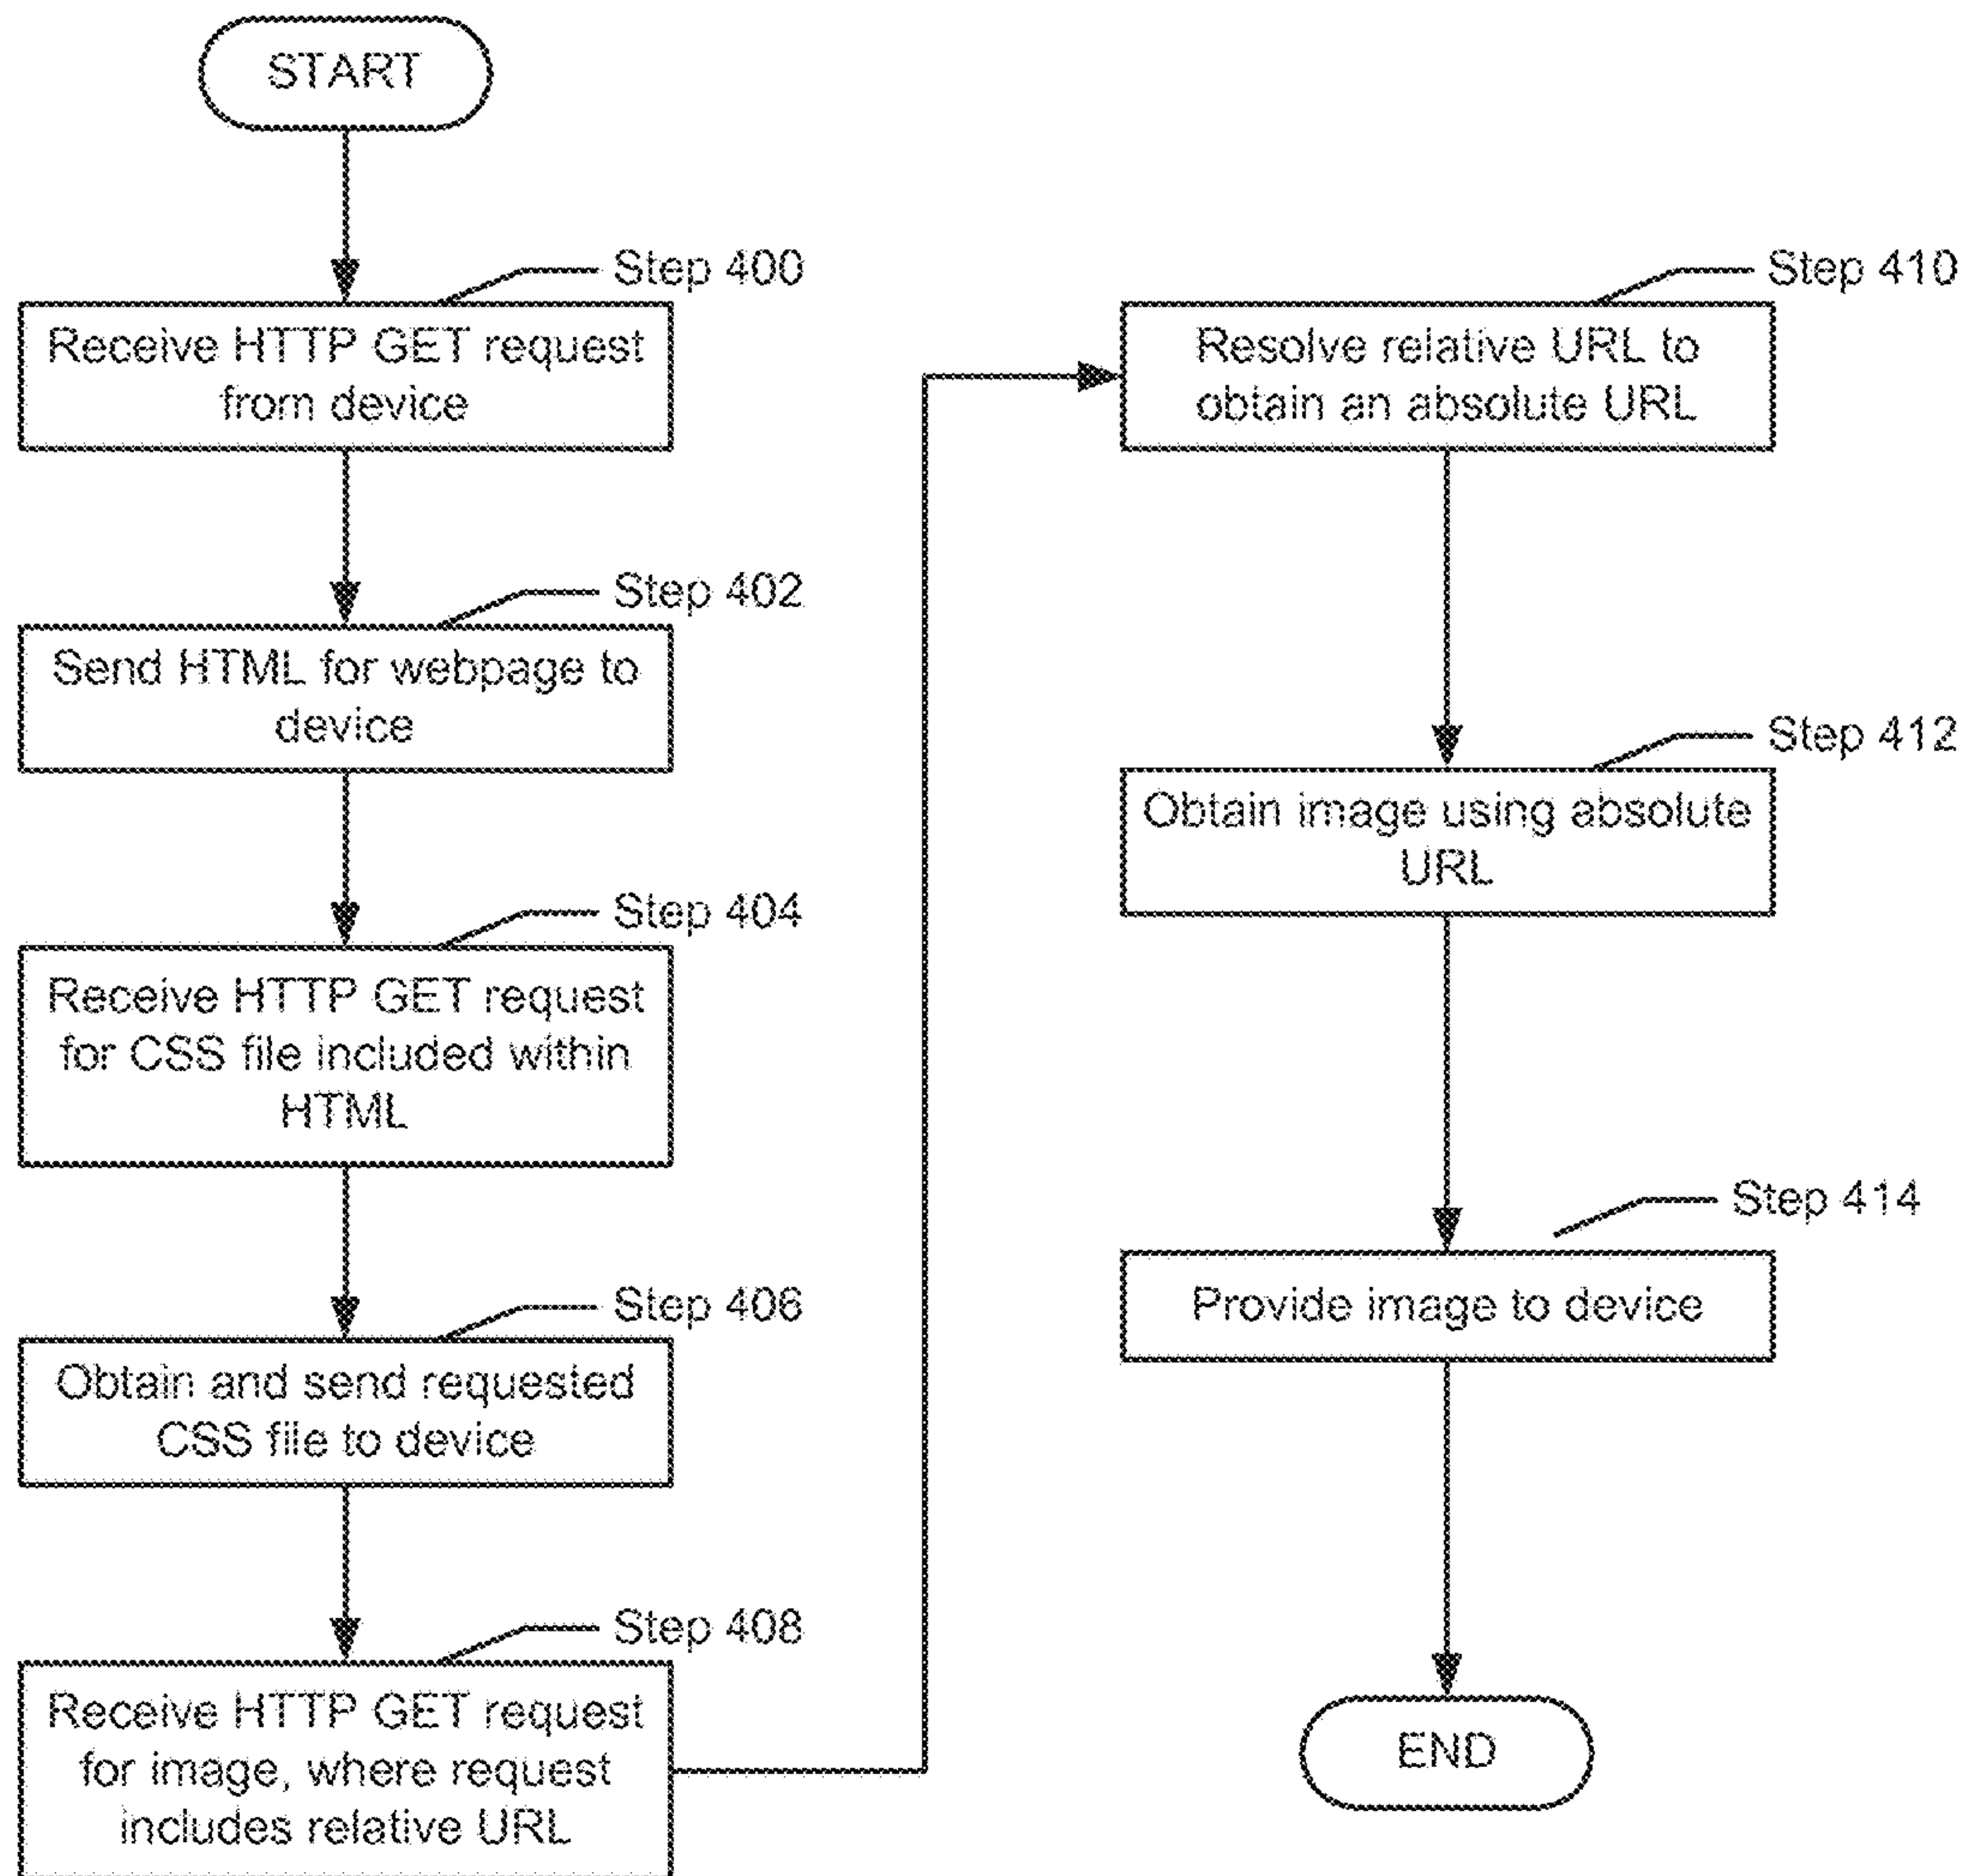 START
Step 400
Receive HTTP GET request
from device
Step 402
Send HTML for webpage to
device
Step 404
Receive HTTP GET request
for CSS file included within
HTML
Step 406
Obtain and send requested
CSS file to device
Step 408
Receive HTTP GET request
for image, where request
includes relative URL
Step 410
Resolve relative URL to
obtain an absolute URL
Step 412
Obtain image using absolute
URL
Step 414
Provide image to device
END